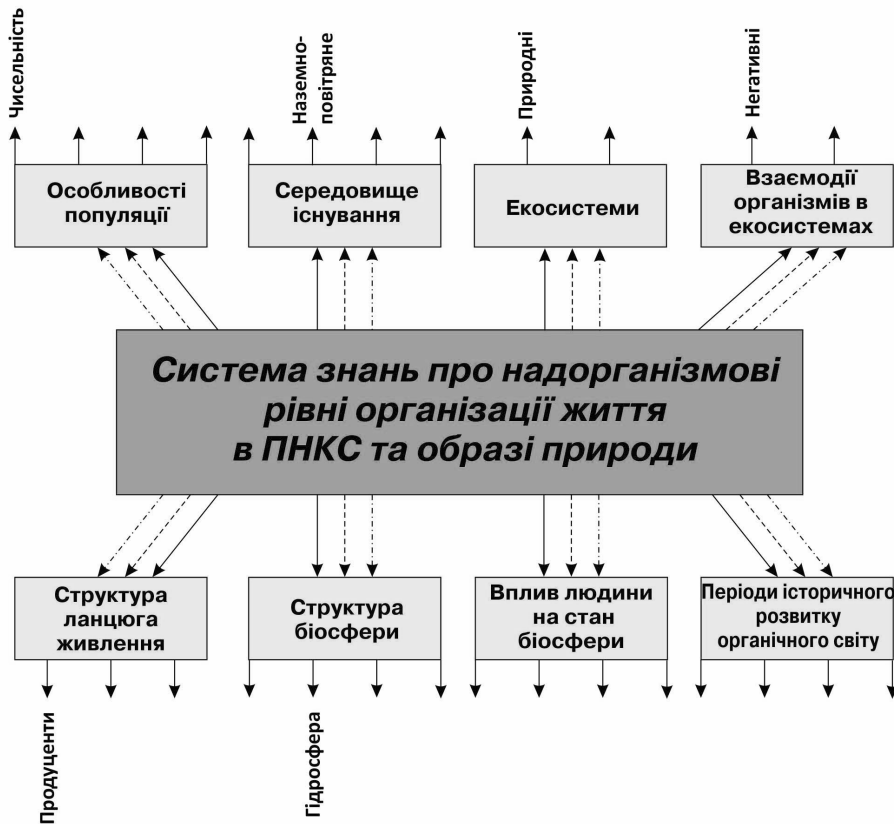 Чисельність
Наземно-
повітряне
Природні
Негативні
Особливості
популяції
Середовище
існування
Екосистеми
Взаємодії
організмів в
екосистемах
Система знань про надорганізмові
рівні організації життя
в ПНКС та образі природи
Структура
ланцюга
живлення
Структура
біосфери
Вплив людини
на стан
біосфери
Періоди історичного
розвитку
органічного світу
Продуценти
Гідросфера